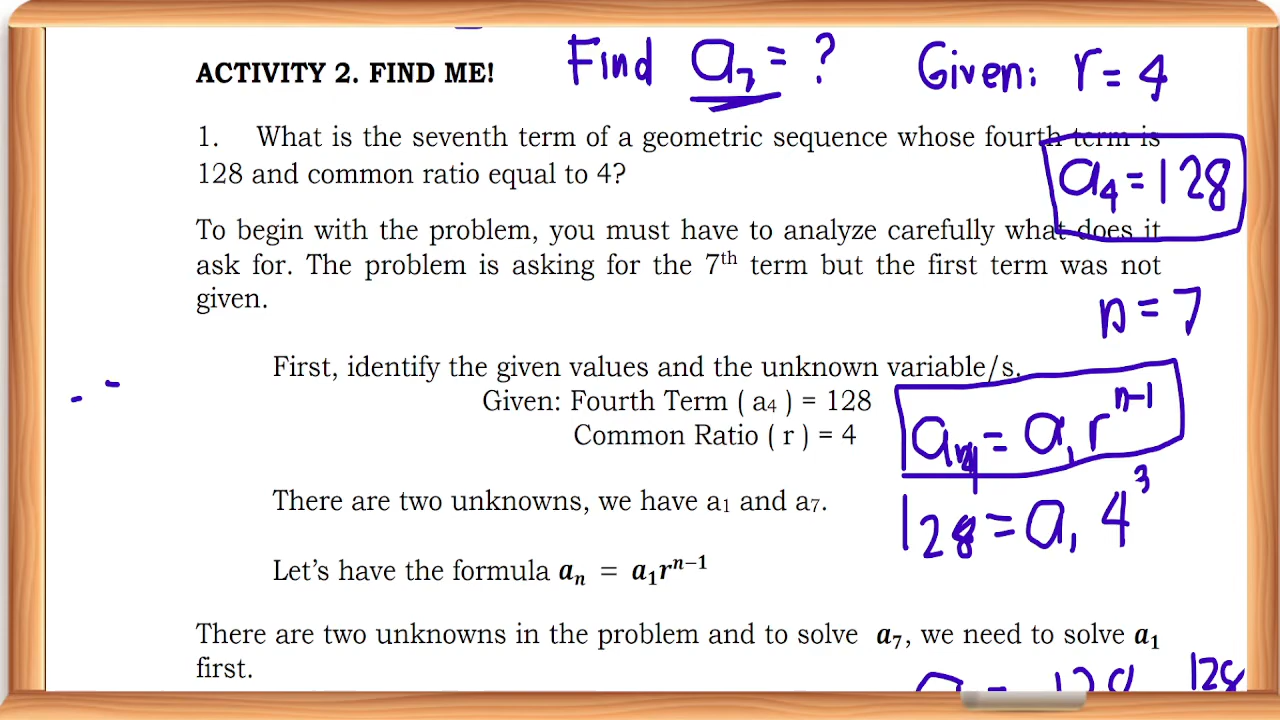 Find a7 = ? Given: r = 4
ACTIVITY 2. FIND ME!
1. What is the seventh term of a geometric sequence whose fourth term is
128 and common ratio equal to 4?
a4 = 128
To begin with the problem, you must have to analyze carefully what does it
ask for. The problem is asking for the 7th term but the first term was not
given.
n = 7
First, identify the given values and the unknown variable/s.
Given: Fourth Term ( a4 ) = 128
Common Ratio ( r ) = 4
= a1 r^n-1
There are two unknowns, we have a1 and a7.
128 = a1 4^3
Let's have the formula an = a1r^n−1
There are two unknowns in the problem and to solve a7, we need to solve a1
first.
128